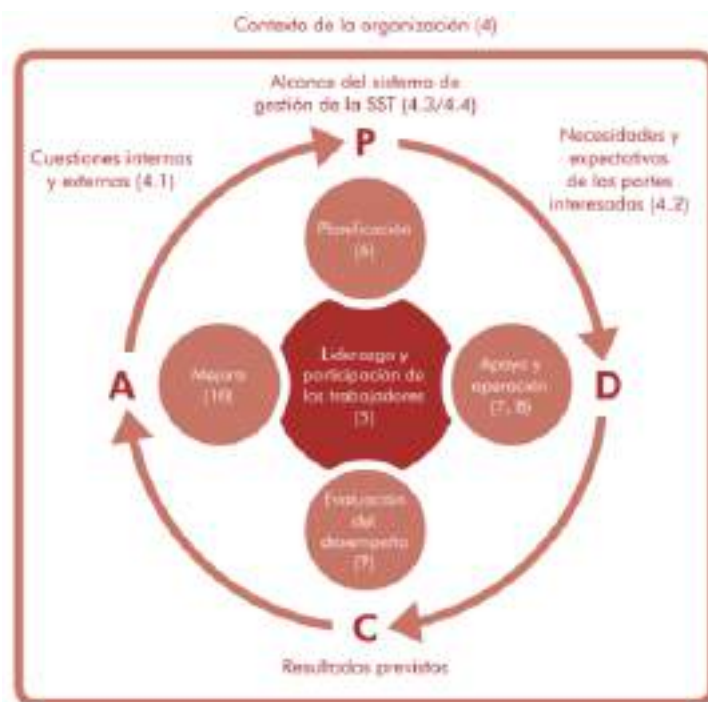 Contexto de la organización (4)
Alcance del sistema de
gestión de la SST (4.3/4.4)
P
Cuestiones internas
y externas (4.1)
Necesidades y
expectativas
de las partes
interesadas (4.2)
Planificación
(6)
A
Mejora
(10)
Liderazgo y
participación de
los trabajadores
(5)
Apoyo y
operación
(7, 8)
D
Evaluación
del
desempeño
(9)
C
Resultados previstos